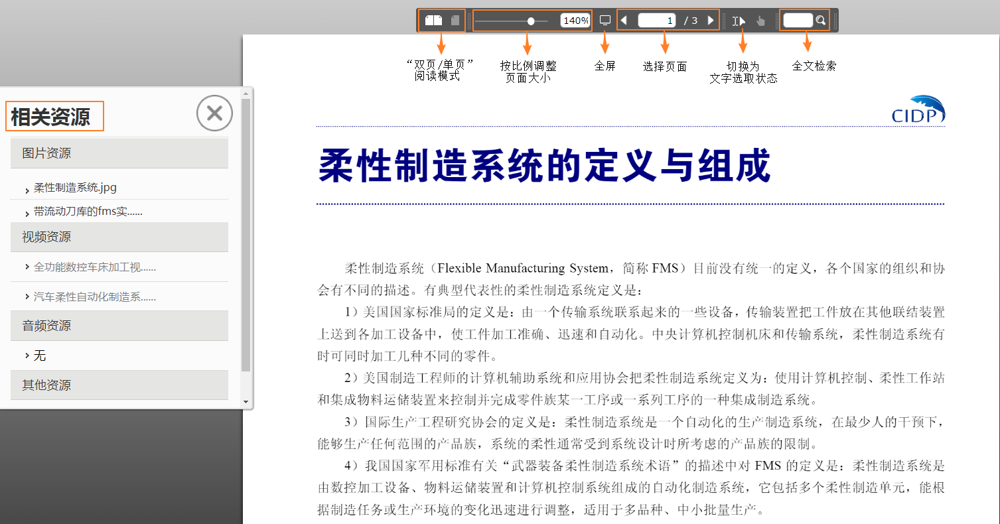 140%
1 / 3
“双页/单页”
阅读模式
按比例调整
页面大小
全屏
选择页面
切换为
文字选取状态
全文检索
相关资源
图片资源
柔性制造系统.jpg
带流动刀库的fms实......
视频资源
全功能数控车床加工视......
汽车柔性自动化制造系......
音频资源
无
其他资源
CIDP
柔性制造系统的定义与组成
柔性制造系统（Flexible Manufacturing System，简称 FMS）目前没有统一的定义，各个国家的组织和协
会有不同的描述。有典型代表性的柔性制造系统定义是：
1）美国国家标准局的定义是：由一个传输系统联系起来的一些设备，传输装置把工件放在其他联结装置
上送到各加工设备中，使工件加工准确、迅速和自动化。中央计算机控制机床和传输系统，柔性制造系统有
时可同时加工几种不同的零件。
2）美国制造工程师的计算机辅助系统和应用协会把柔性制造系统定义为：使用计算机控制、柔性工作站
和集成物料运储装置来控制并完成零件族某一工序或一系列工序的一种集成制造系统。
3）国际生产工程研究协会的定义是：柔性制造系统是一个自动化的生产制造系统，在最少人的干预下，
能够生产任何范围的产品族，系统的柔性通常受到系统设计时所考虑的产品族的限制。
4）我国国家军用标准有关“武器装备柔性制造系统术语”的描述中对 FMS 的定义是：柔性制造系统是
由数控加工设备、物料运储装置和计算机控制系统组成的自动化制造系统，它包括多个柔性制造单元，能根
据制造任务或生产环境的变化迅速进行调整，适用于多品种、中小批量生产。